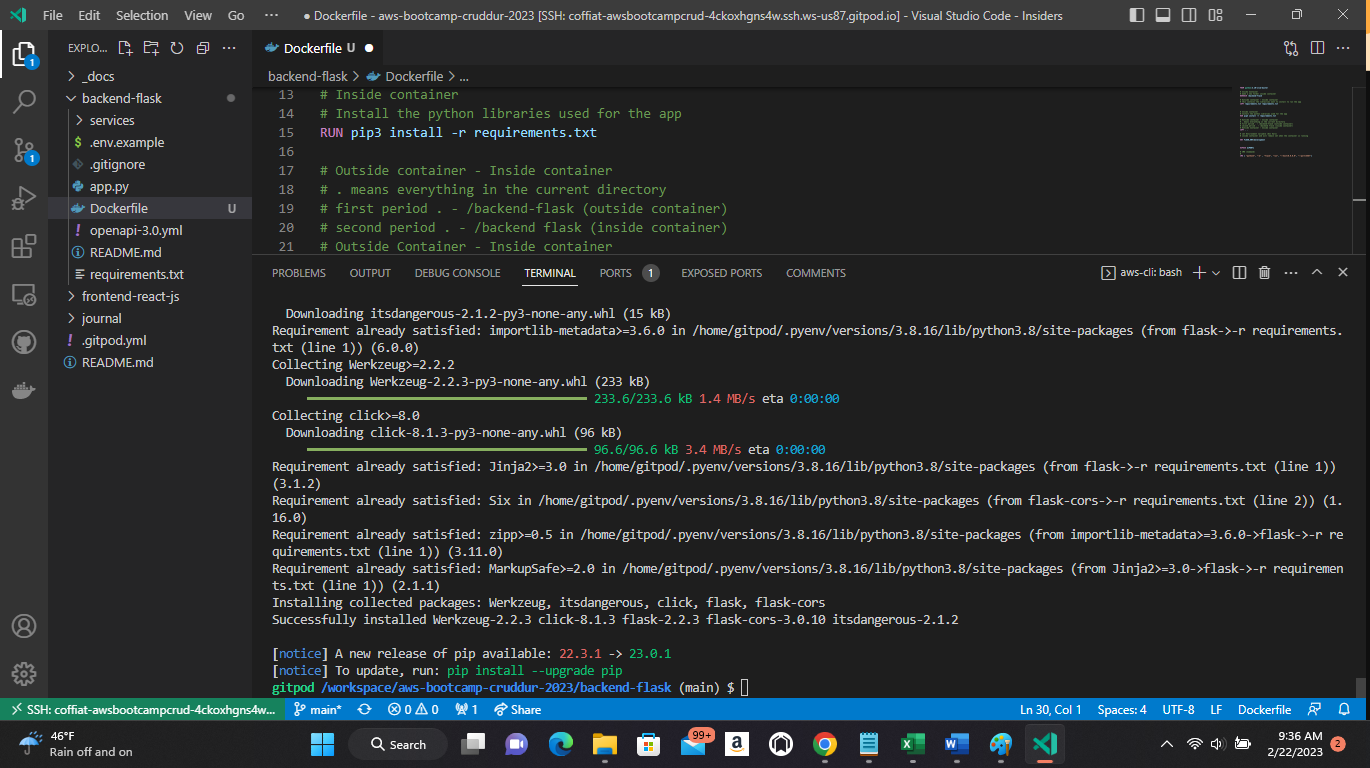 File Edit Selection View Go ··· ● Dockerfile - aws-bootcamp-cruddur-2023 [SSH: coffiat-awsbootcampcrud-4ckoxhgns4w.ssh.ws-us87.gitpod.io] - Visual Studio Code - Insiders
EXPLO... ···
Dockerfile U ●
_docs
backend-flask
services
.env.example
.gitignore
app.py
Dockerfile U
openapi-3.0.yml
README.md
requirements.txt
frontend-react-js
journal
.gitpod.yml
README.md
1
1
backend-flask > Dockerfile > ...
13 # Inside container
14 # Install the python libraries used for the app
15 RUN pip3 install -r requirements.txt
16
17 # Outside container - Inside container
18 # . means everything in the current directory
19 # first period . - /backend-flask (outside container)
20 # second period . - /backend flask (inside container)
21 # Outside Container - Inside container
PROBLEMS OUTPUT DEBUG CONSOLE TERMINAL PORTS 1 EXPOSED PORTS COMMENTS aws-cli: bash
Downloading itsdangerous-2.1.2-py3-none-any.whl (15 kB)
Requirement already satisfied: importlib-metadata>=3.6.0 in /home/gitpod/.pyenv/versions/3.8.16/lib/python3.8/site-packages (from flask->-r requirements.
txt (line 1)) (6.0.0)
Collecting Werkzeug>=2.2.2
Downloading Werkzeug-2.2.3-py3-none-any.whl (233 kB)
233.6/233.6 kB 1.4 MB/s eta 0:00:00
Collecting click>=8.0
Downloading click-8.1.3-py3-none-any.whl (96 kB)
96.6/96.6 kB 3.4 MB/s eta 0:00:00
Requirement already satisfied: Jinja2>=3.0 in /home/gitpod/.pyenv/versions/3.8.16/lib/python3.8/site-packages (from flask->-r requirements.txt (line 1))
(3.1.2)
Requirement already satisfied: Six in /home/gitpod/.pyenv/versions/3.8.16/lib/python3.8/site-packages (from flask-cors->-r requirements.txt (line 2)) (1.
16.0)
Requirement already satisfied: zipp>=0.5 in /home/gitpod/.pyenv/versions/3.8.16/lib/python3.8/site-packages (from importlib-metadata>=3.6.0->flask->-r re
quirements.txt (line 1)) (3.11.0)
Requirement already satisfied: MarkupSafe>=2.0 in /home/gitpod/.pyenv/versions/3.8.16/lib/python3.8/site-packages (from Jinja2>=3.0->flask->-r requiremen
ts.txt (line 1)) (2.1.1)
Installing collected packages: Werkzeug, itsdangerous, click, flask, flask-cors
Successfully installed Werkzeug-2.2.3 click-8.1.3 flask-2.2.3 flask-cors-3.0.10 itsdangerous-2.1.2
[notice] A new release of pip available: 22.3.1 -> 23.0.1
[notice] To update, run: pip install --upgrade pip
gitpod /workspace/aws-bootcamp-cruddur-2023/backend-flask (main) $
SSH: coffiat-awsbootcampcrud-4ckoxhgns4w... main* 0 0 1 Share Ln 30, Col 1 Spaces: 4 UTF-8 LF Dockerfile
46°F
Rain off and on
Search
99+
9:36 AM
2/22/2023
2